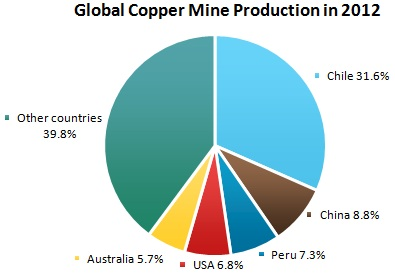 Global Copper Mine Production in 2012
Chile 31.6%
Other countries
39.8%
China 8.8%
Peru 7.3%
USA 6.8%
Australia 5.7%